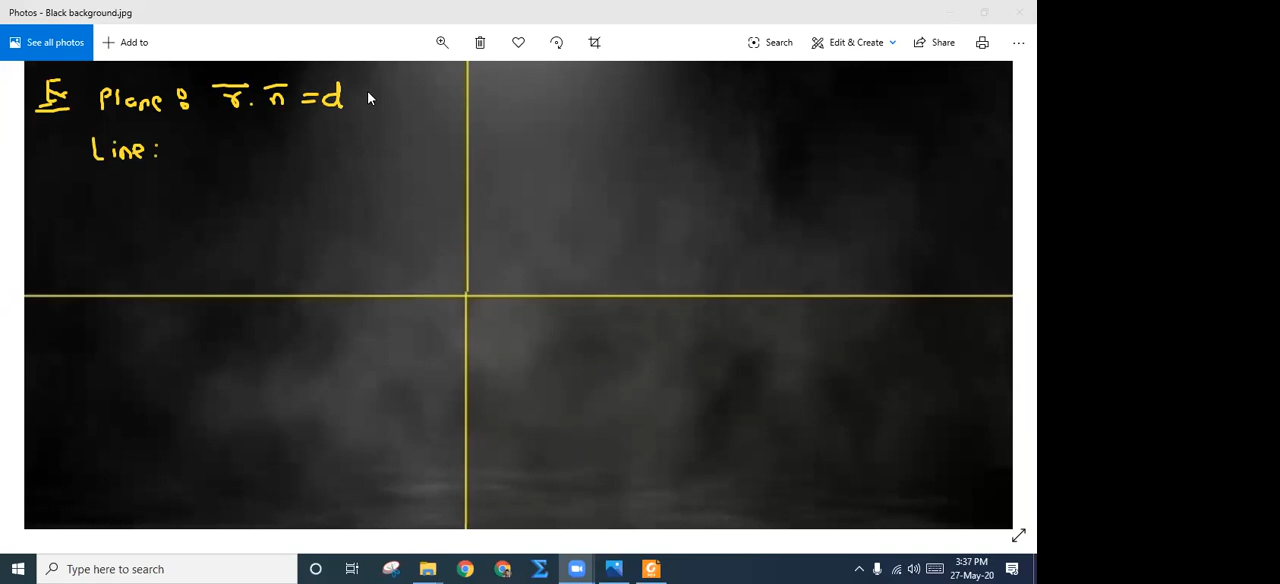 Photos - Black background.jpg
See all photos
Add to
Search
Edit & Create
Share
Ex Plane : r̅ . n̅ = d
Line:
Type here to search
3:37 PM
27-May-20